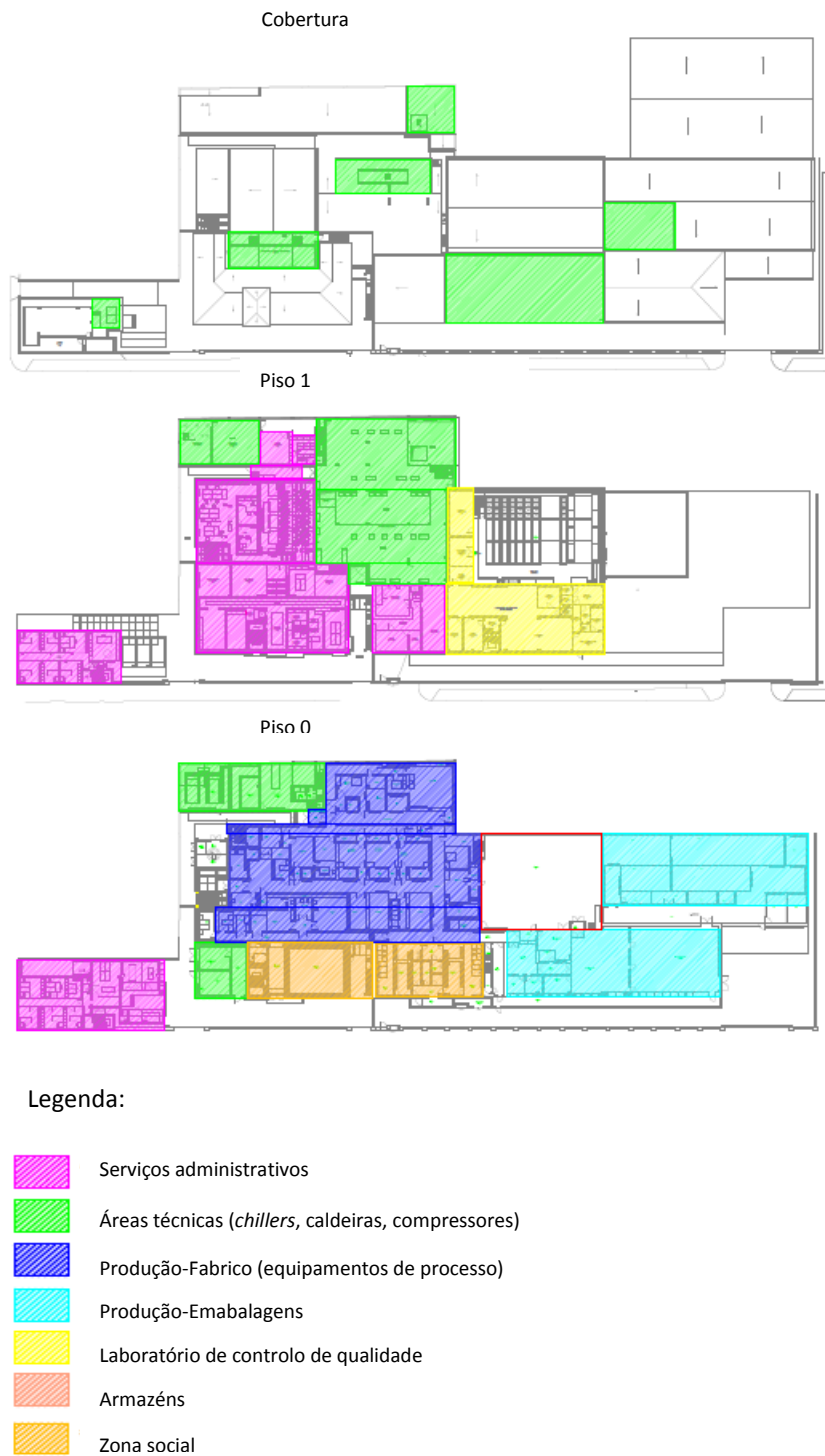 Cobertura
Piso 1
Piso 0
Legenda:
Serviços administrativos
Áreas técnicas (chillers, caldeiras, compressores)
Produção-Fabrico (equipamentos de processo)
Produção-Emabalagens
Laboratório de controlo de qualidade
Armazéns
Zona social